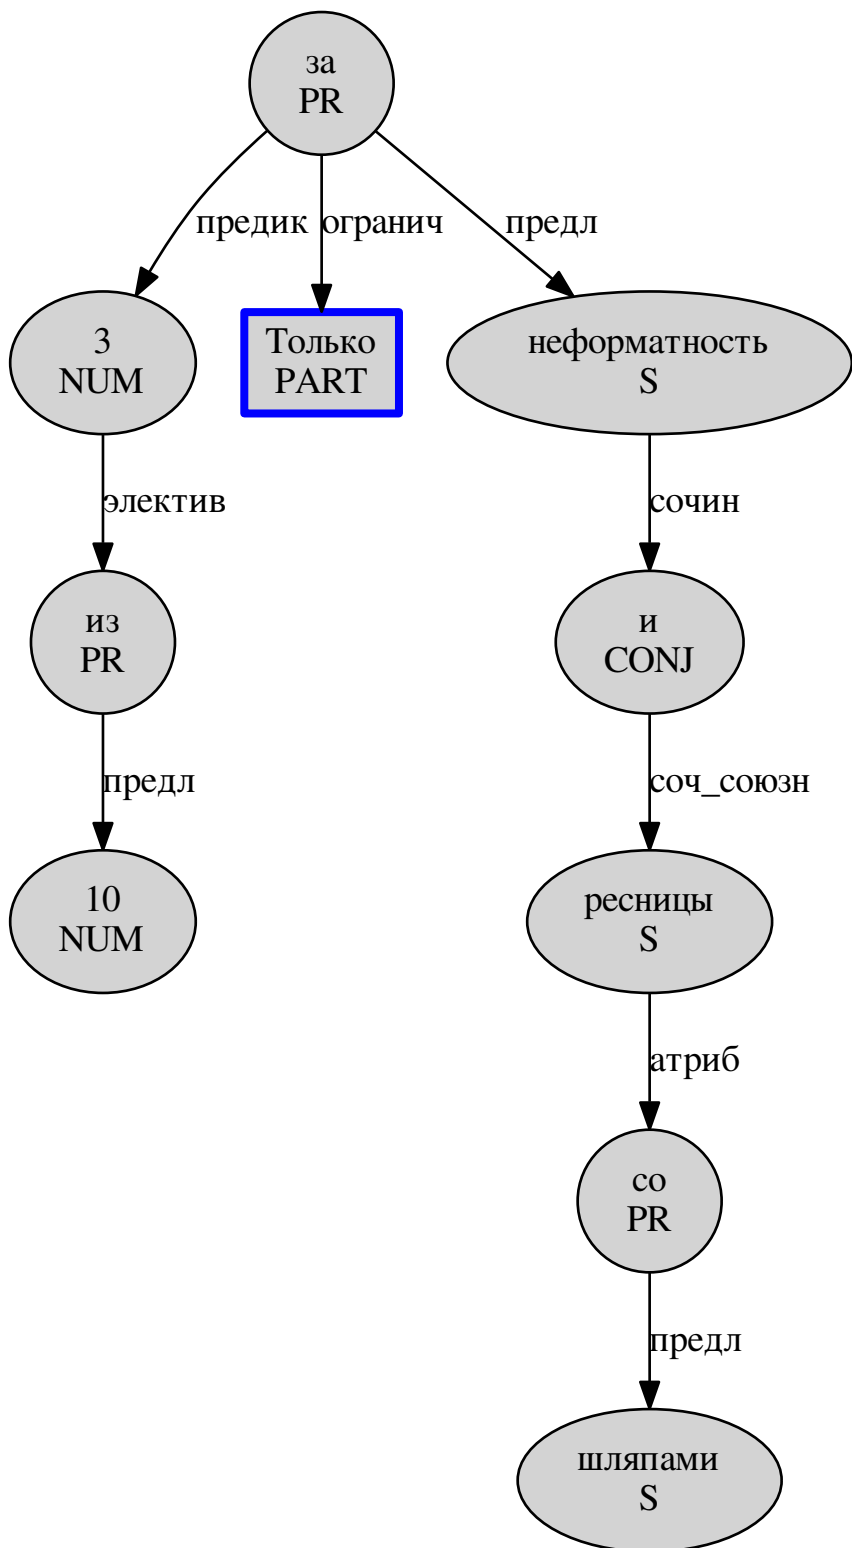 за
PR
предик
огранич
предл
3
NUM
Только
PART
неформатность
S
электив
сочин
из
PR
и
CONJ
предл
соч_союзн
10
NUM
ресницы
S
атриб
со
PR
предл
шляпами
S